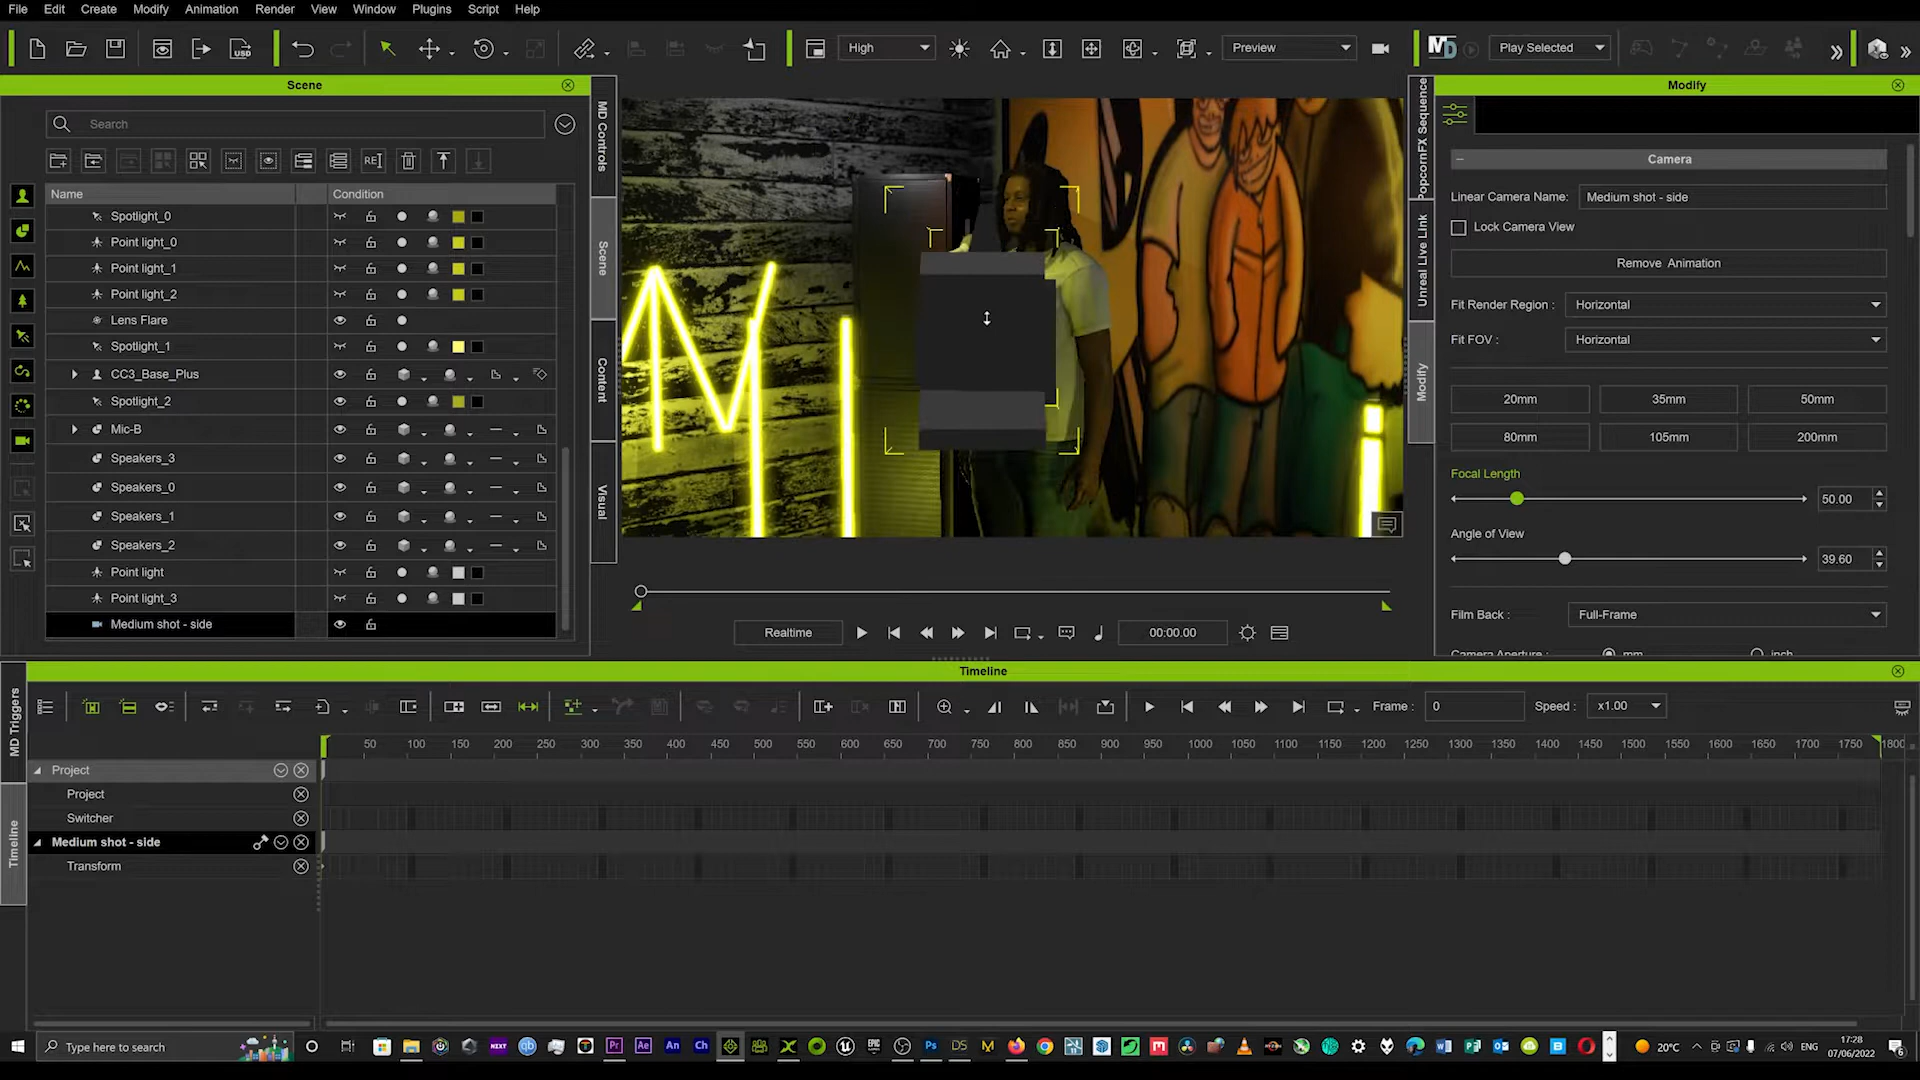 File Edit Create Modify Animation Render View Window Plugins Script Help
High
Preview
Play Selected
Scene
Modify
Search
Name Condition
Spotlight_0
Point light_0
Point light_1
Point light_2
Lens Flare
Spotlight_1
CC3_Base_Plus
Spotlight_2
Mic-B
Speakers_3
Speakers_0
Speakers_1
Speakers_2
Point light
Point light_3
Medium shot - side
MD Controls
Scene
Content
Visual
PopcornFX Sequence
Unreal Live Link
Modify
Camera
Linear Camera Name: Medium shot - side
Lock Camera View
Remove Animation
Fit Render Region : Horizontal
Fit FOV : Horizontal
20mm 35mm 50mm
80mm 105mm 200mm
Focal Length
50.00
Angle of View
39.60
Film Back : Full-Frame
Camera Aperture : mm inch
Realtime 00:00.00
Timeline
Frame : 0 Speed : x1.00
MD Triggers
Timeline
50 100 150 200 250 300 350 400 450 500 550 600 650 700 750 800 850 900 950 1000 1050 1100 1150 1200 1250 1300 1350 1400 1450 1500 1550 1600 1650 1700 1750 1800
Project
Project
Switcher
Medium shot - side
Transform
Type here to search
20°C ENG 17:28
07/06/2022